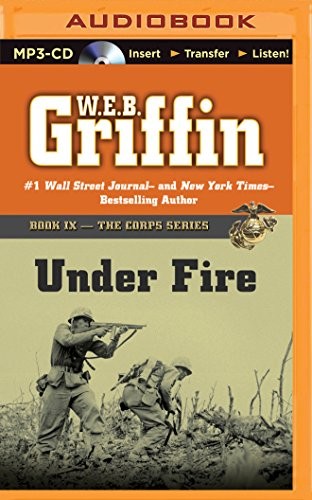 AUDIOBOOK
MP3-CD Insert ► Transfer ► Listen!
W.E.B.
Griffin
#1 Wall Street Journal– and New York Times–
Bestselling Author
BOOK IX — THE CORPS SERIES
Under Fire